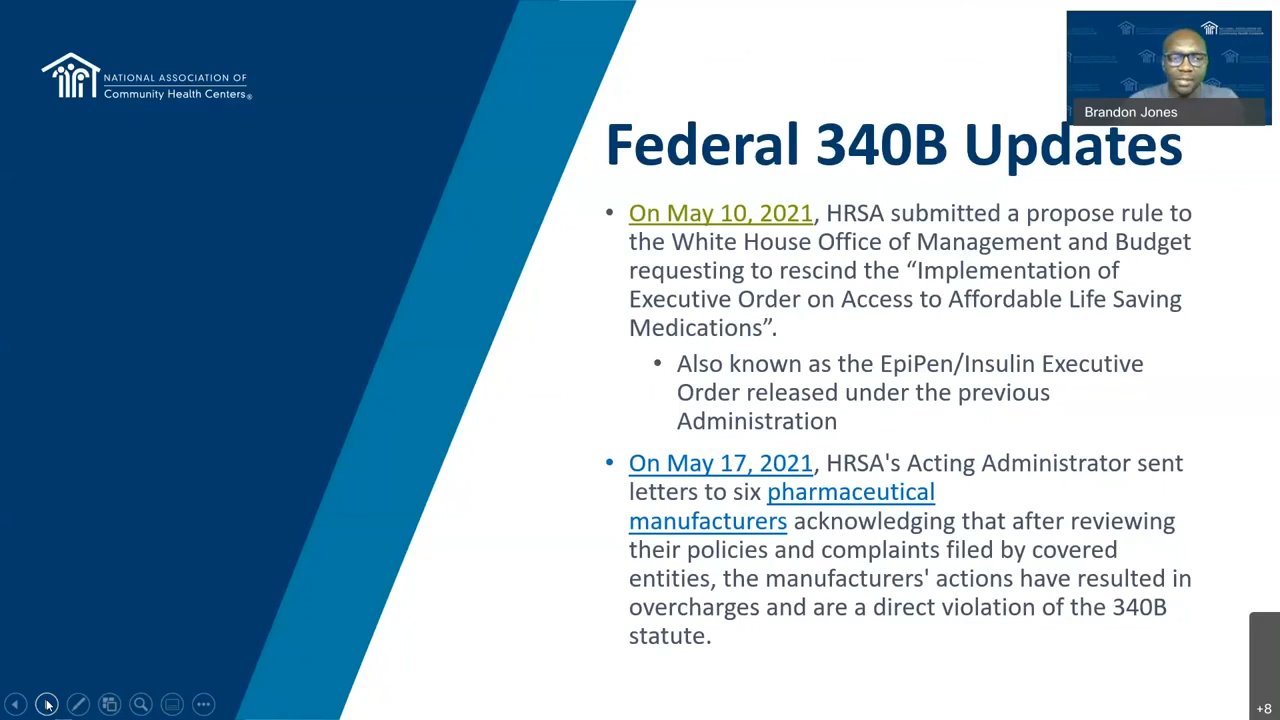 NATIONAL ASSOCIATION OF
Community Health Centers®
Brandon Jones
Federal 340B Updates
• On May 10, 2021, HRSA submitted a propose rule to
the White House Office of Management and Budget
requesting to rescind the “Implementation of
Executive Order on Access to Affordable Life Saving
Medications”.
• Also known as the EpiPen/Insulin Executive
Order released under the previous
Administration
• On May 17, 2021, HRSA's Acting Administrator sent
letters to six pharmaceutical
manufacturers acknowledging that after reviewing
their policies and complaints filed by covered
entities, the manufacturers' actions have resulted in
overcharges and are a direct violation of the 340B
statute.
+8